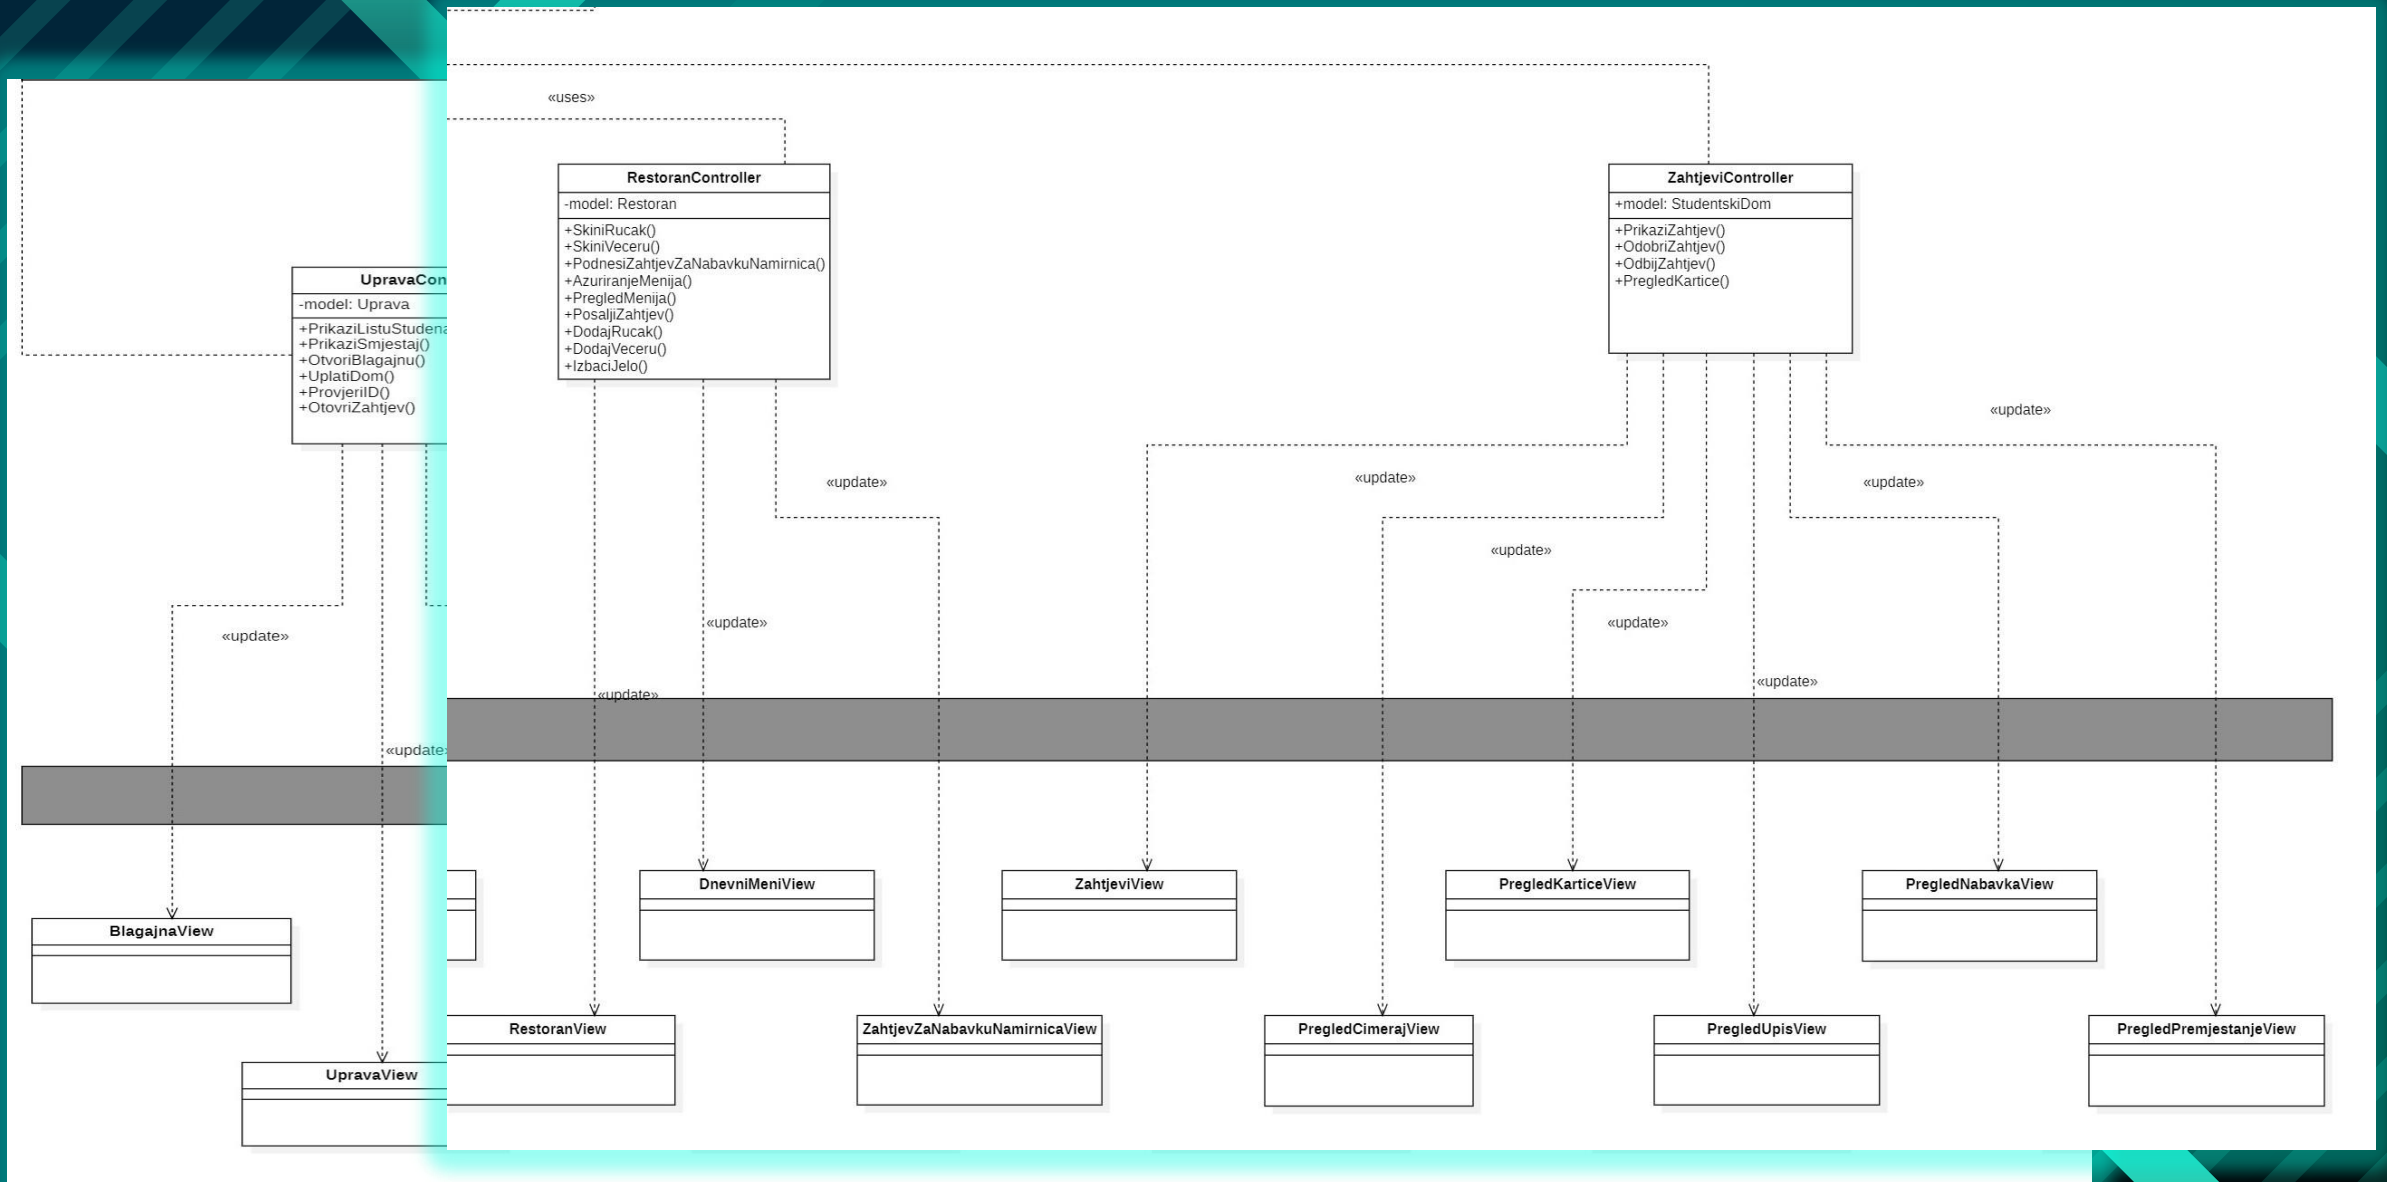 «uses»
RestoranController
-model: Restoran
+SkiniRucak()
+SkiniVeceru()
+PodnesiZahtjevZaNabavkuNamirnica()
+AzuriranjeMenija()
+PregledMenija()
+PosaljiZahtjev()
+DodajRucak()
+DodajVeceru()
+IzbaciJelo()
ZahtjeviController
+model: StudentskiDom
+PrikaziZahtjev()
+OdobriZahtjev()
+OdbijZahtjev()
+PregledKartice()
UpravaCon
-model: Uprava
+PrikaziListuStudena
+PrikaziSmjestaj()
+OtvoriBlagajnu()
+UplatiDom()
+ProvjeriID()
+OtovriZahtjev()
«update»
«update»
«update»
«update»
«update»
«update»
«update»
«update»
«update»
«update»
«update»
DnevniMeniView
ZahtjeviView
PregledKarticeView
PregledNabavkaView
BlagajnaView
RestoranView
ZahtjevZaNabavkuNamirnicaView
PregledCimerajView
PregledUpisView
PregledPremjestanjeView
UpravaView